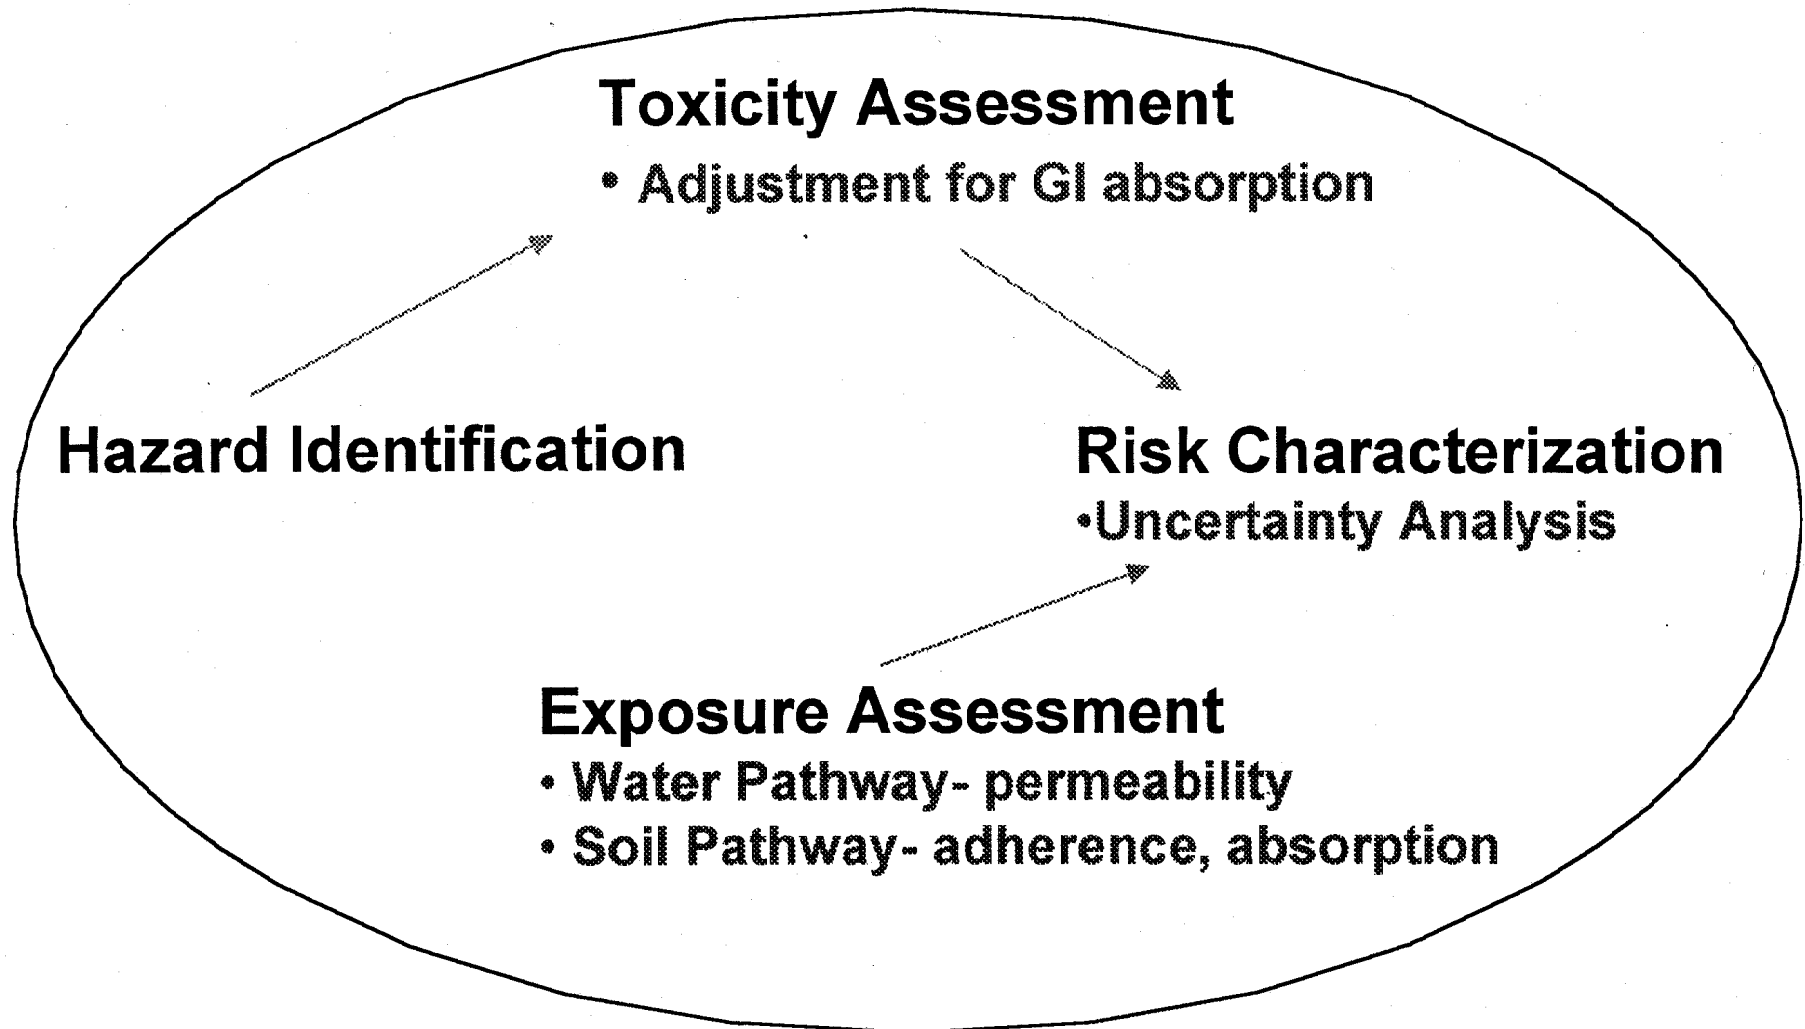 Toxicity Assessment
• Adjustment for GI absorption
Hazard Identification
Risk Characterization
•Uncertainty Analysis
Exposure Assessment
• Water Pathway- permeability
• Soil Pathway- adherence, absorption